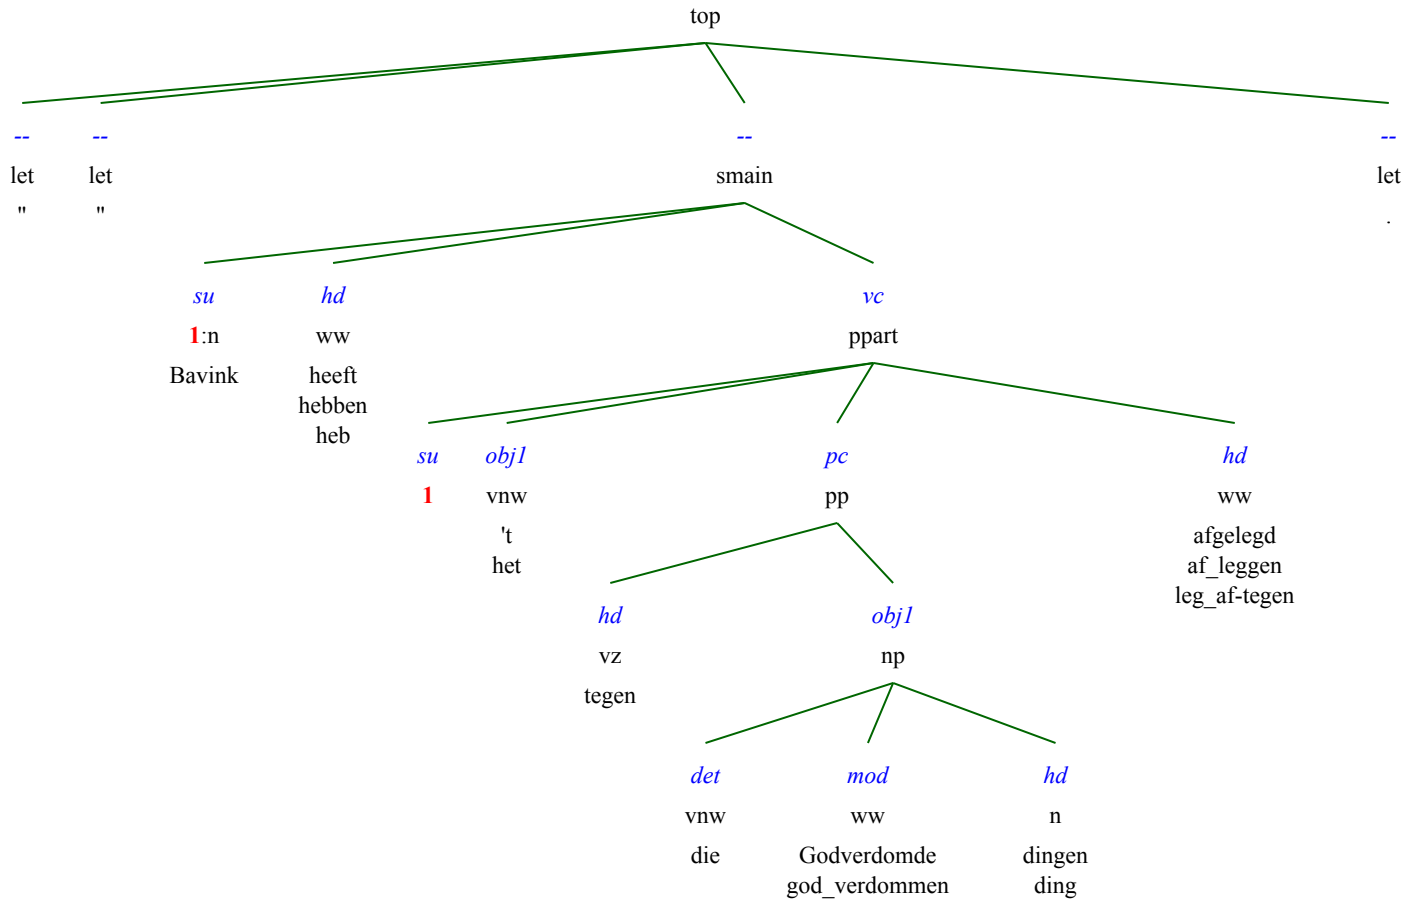 top
-- -- -- --
let let smain let
" " .
su hd vc
1:n ww ppart
Bavink heeft
hebben
heb
su obj1 pc hd
1 vnw pp ww
't afgelegd
het af_leggen
leg_af-tegen
hd obj1
vz np
tegen
det mod hd
vnw ww n
die Godverdomde dingen
god_verdommen ding